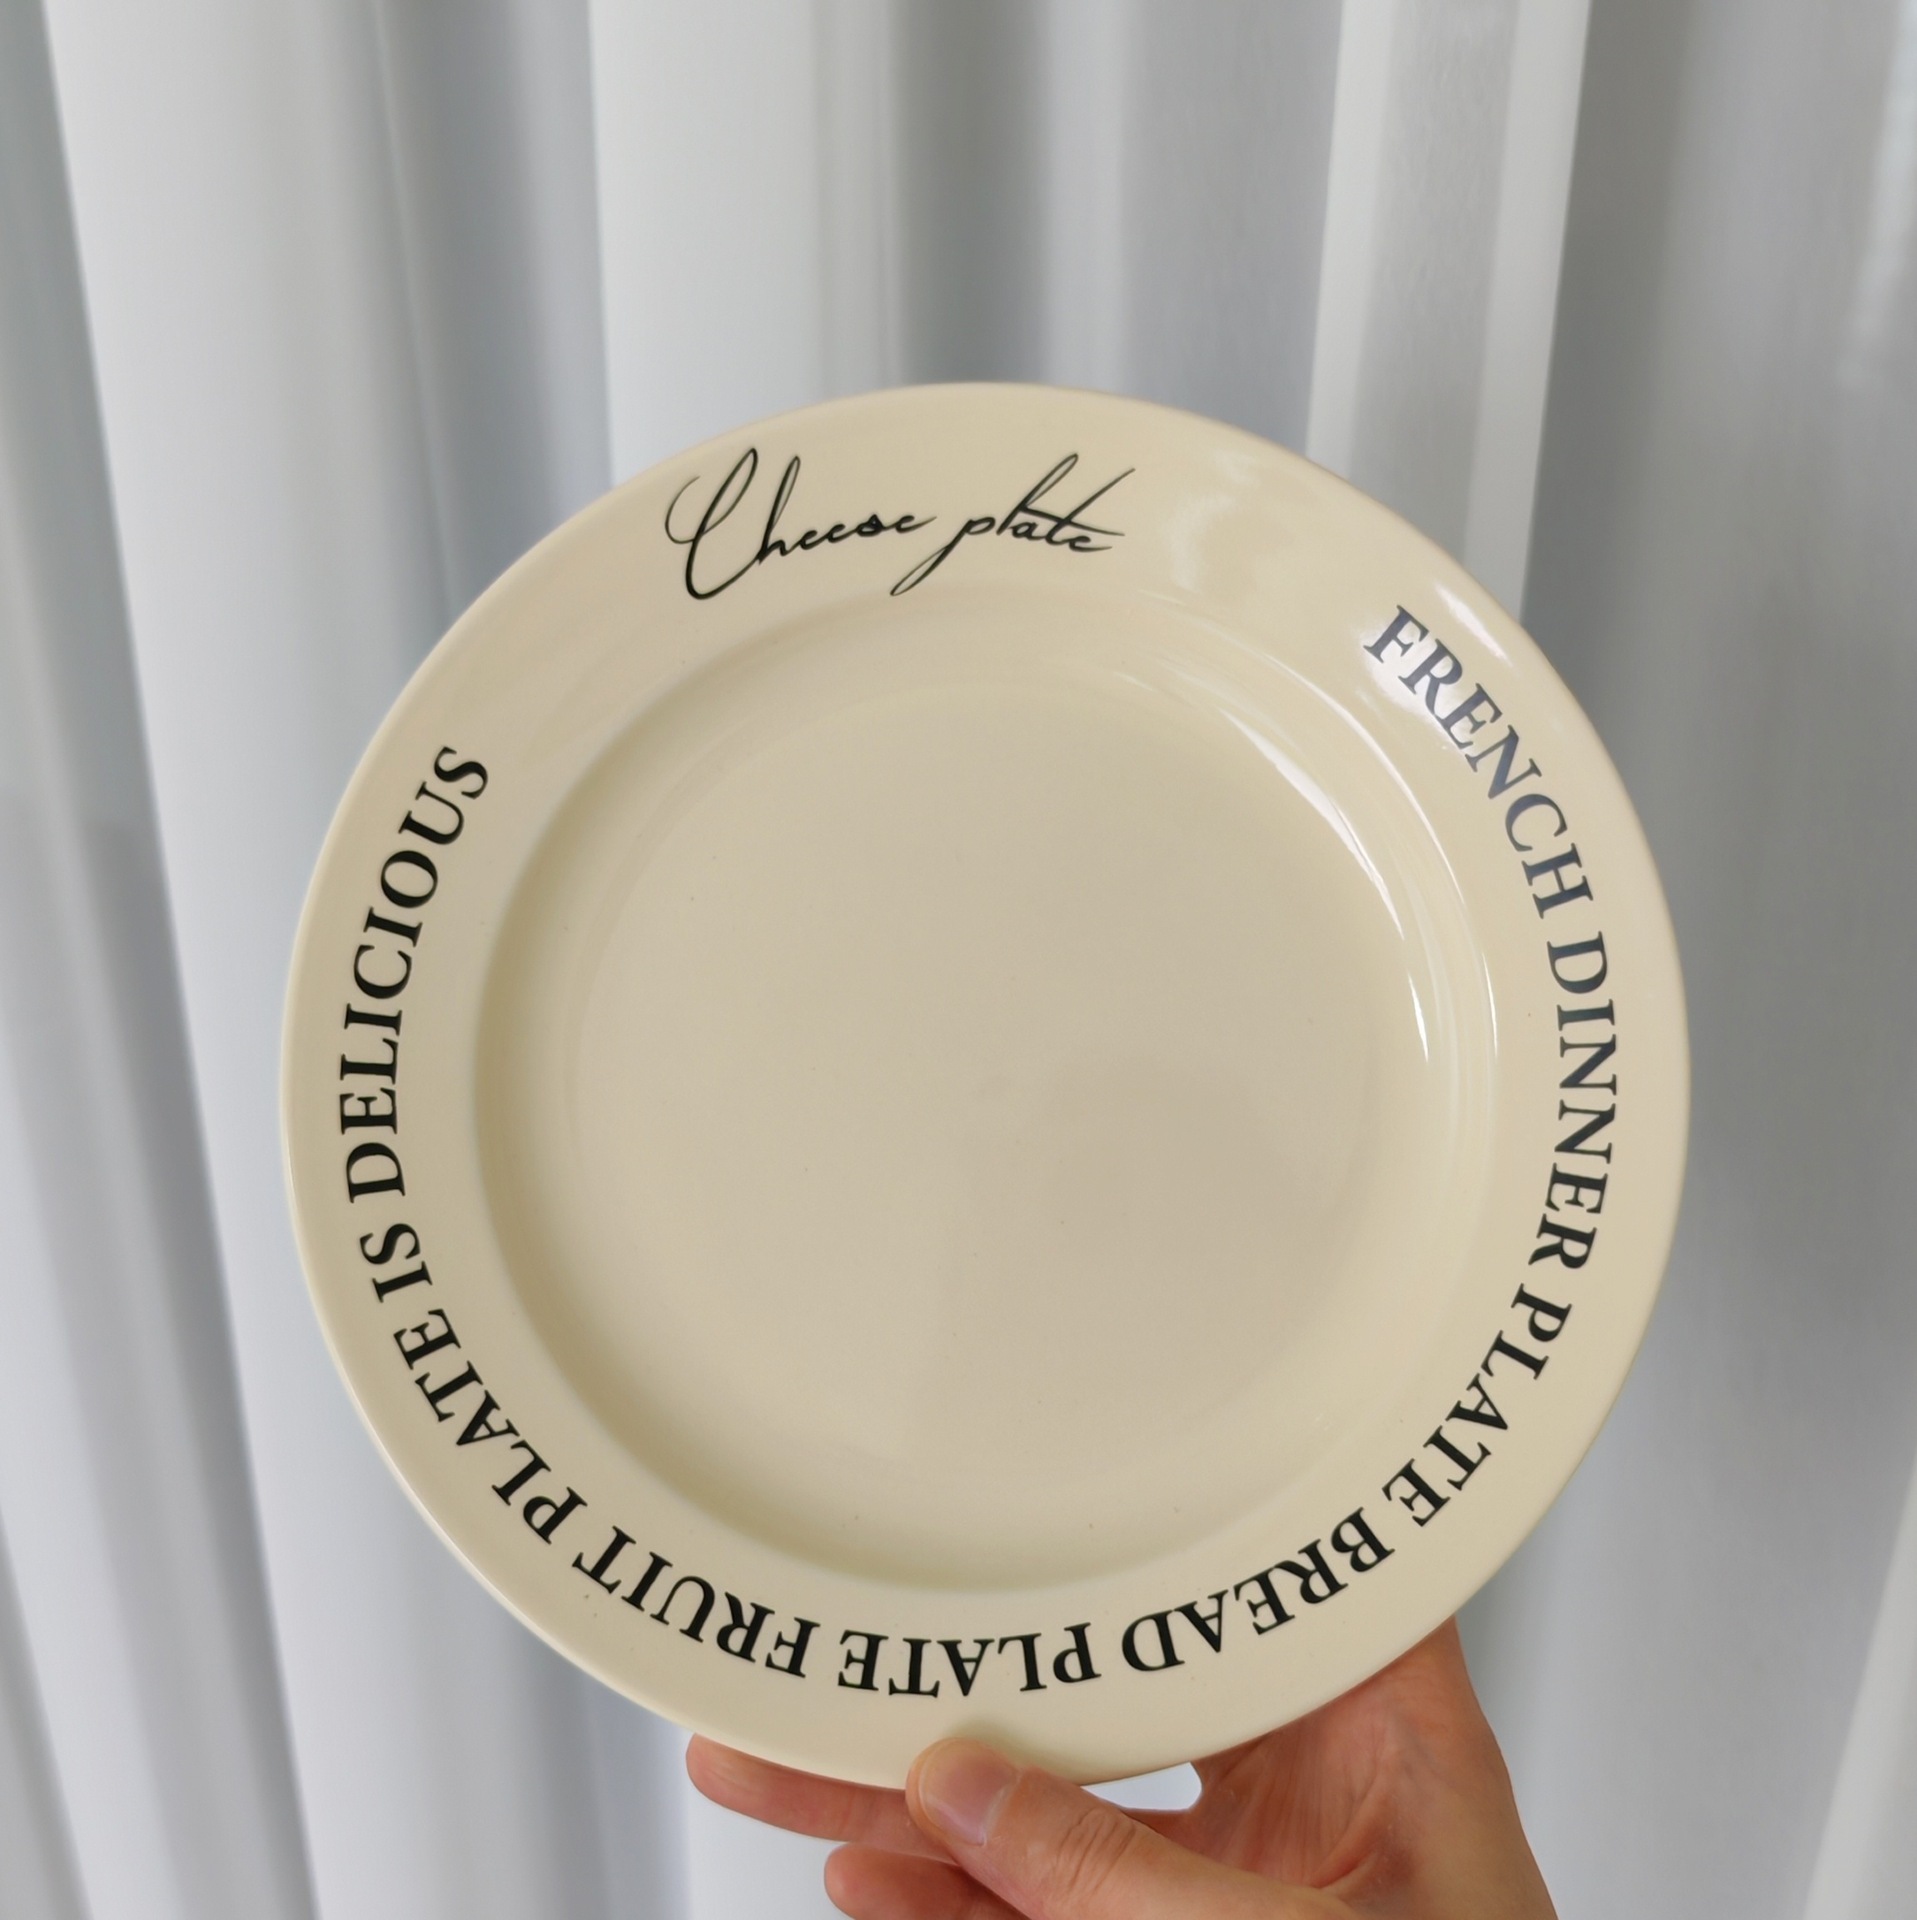 Cheese plate
FRENCH DINNER PLATE BREAD PLATE FRUIT PLATE IS DELICIOUS